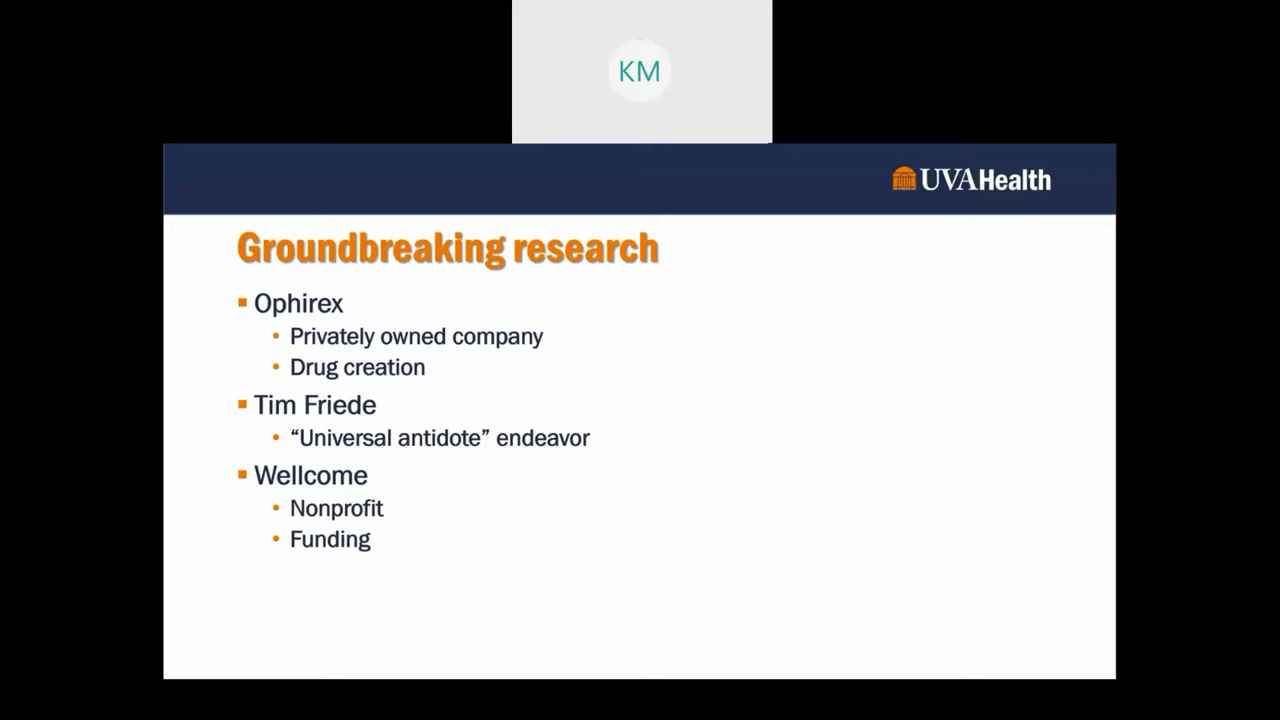 KM
UVAHealth
Groundbreaking research
▪ Ophirex
• Privately owned company
• Drug creation
▪ Tim Friede
• “Universal antidote” endeavor
▪ Wellcome
• Nonprofit
• Funding